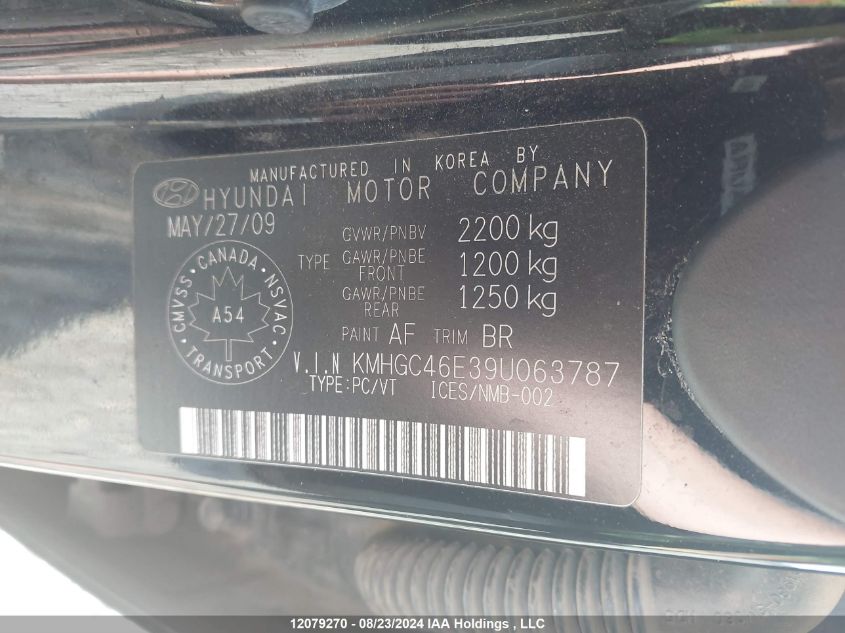 MANUFACTURED IN KOREA BY
HYUNDAI MOTOR COMPANY
MAY/27/09
GVWR/PNBV 2200 kg
TYPE GAWR/PNBE FRONT 1200 kg
GAWR/PNBE REAR 1250 kg
PAINT AF TRIM BR
CMVSS • CANADA • NSVAC • TRANSPORT •
A54
V.I.N KMHGC46E39U063787
TYPE:PC/VT ICES/NMB-002
12079270 - 08/23/2024 IAA Holdings , LLC